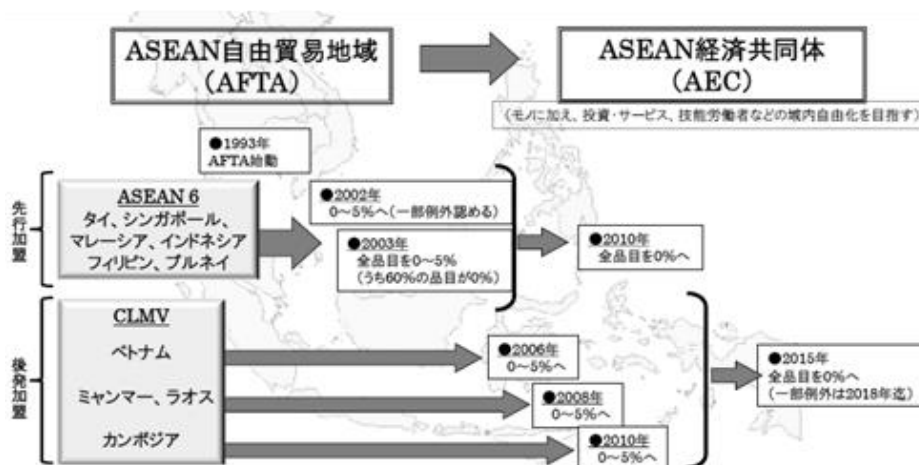 ASEAN自由貿易地域
（AFTA）
ASEAN経済共同体
（AEC）
（モノに加え、投資・サービス、技能労働者などの域内自由化を目指す）
●1993年
AFTA始動
先行加盟
ASEAN 6
タイ、シンガポール、
マレーシア、インドネシア
フィリピン、ブルネイ
●2002年
0～5%へ（一部例外認める）
●2003年
全品目を0～5%
（うち60%の品目が0%）
●2010年
全品目を0%へ
後発加盟
CLMV
ベトナム
ミャンマー、ラオス
カンボジア
●2006年
0～5%へ
●2008年
0～5%へ
●2010年
0～5%へ
●2015年
全品目を0%へ
（一部例外は2018年迄）